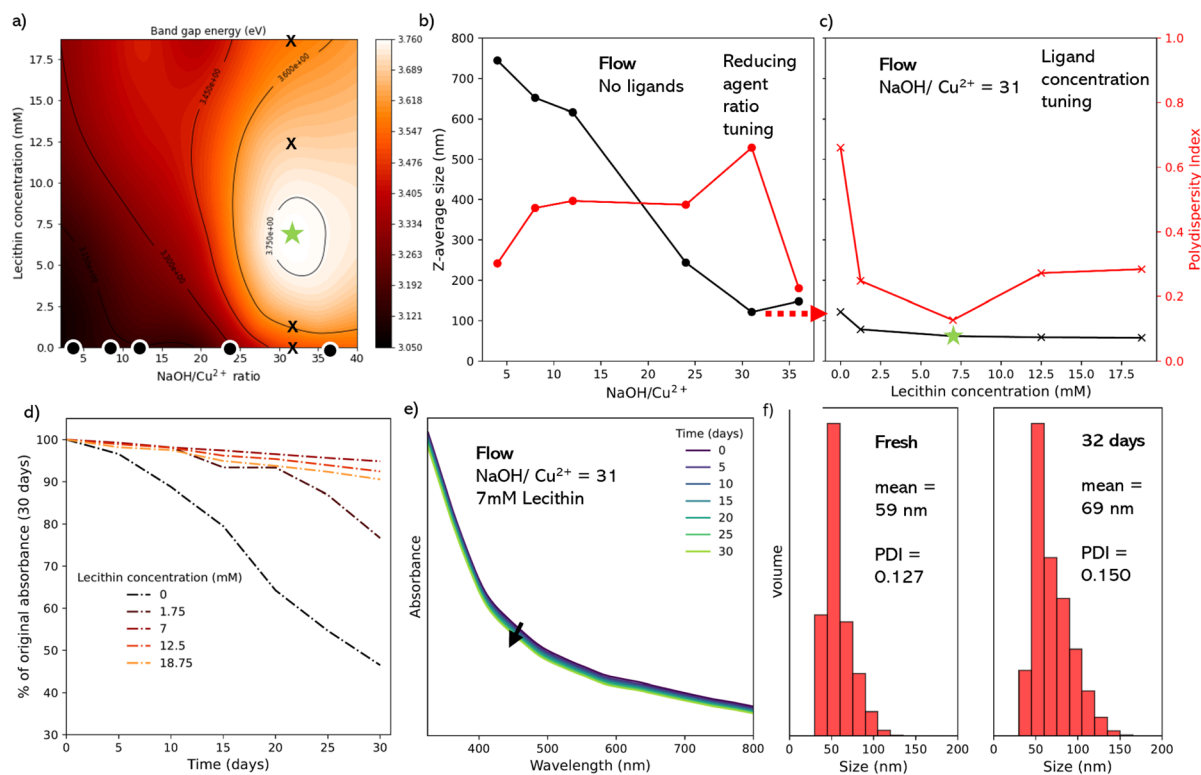 a)
Band gap energy (eV)
17.5
15.0
12.5
10.0
7.5
5.0
2.5
0.0
Lecithin concentration (mM)
5
10
15
20
25
30
35
40
NaOH/Cu²⁺ ratio
3.450e+00
3.600e+00
3.750e+00
3.300e+00
X
X
X
X
3.760
3.689
3.618
3.547
3.476
3.405
3.334
3.263
3.192
3.121
3.050
b)
800
700
600
500
400
300
200
100
0
Z-average size (nm)
Flow
No ligands
Reducing
agent
ratio
tuning
5
10
15
20
25
30
35
NaOH/Cu²⁺
c)
Flow
NaOH/ Cu²⁺ = 31
Ligand
concentration
tuning
1.0
0.8
0.6
0.4
0.2
0.0
Polydispersity Index
0.0
2.5
5.0
7.5
10.0
12.5
15.0
17.5
Lecithin concentration (mM)
d)
100
90
80
70
60
50
40
30
% of original absorbance (30 days)
Lecithin concentration (mM)
0
1.75
7
12.5
18.75
0
5
10
15
20
25
30
Time (days)
e)
Absorbance
Flow
NaOH/ Cu²⁺ = 31
7mM Lecithin
Time (days)
0
5
10
15
20
25
30
400
500
600
700
800
Wavelength (nm)
f)
volume
Fresh
mean =
59 nm
PDI =
0.127
0
50
100
150
200
Size (nm)
32 days
mean =
69 nm
PDI =
0.150
0
50
100
150
200
Size (nm)